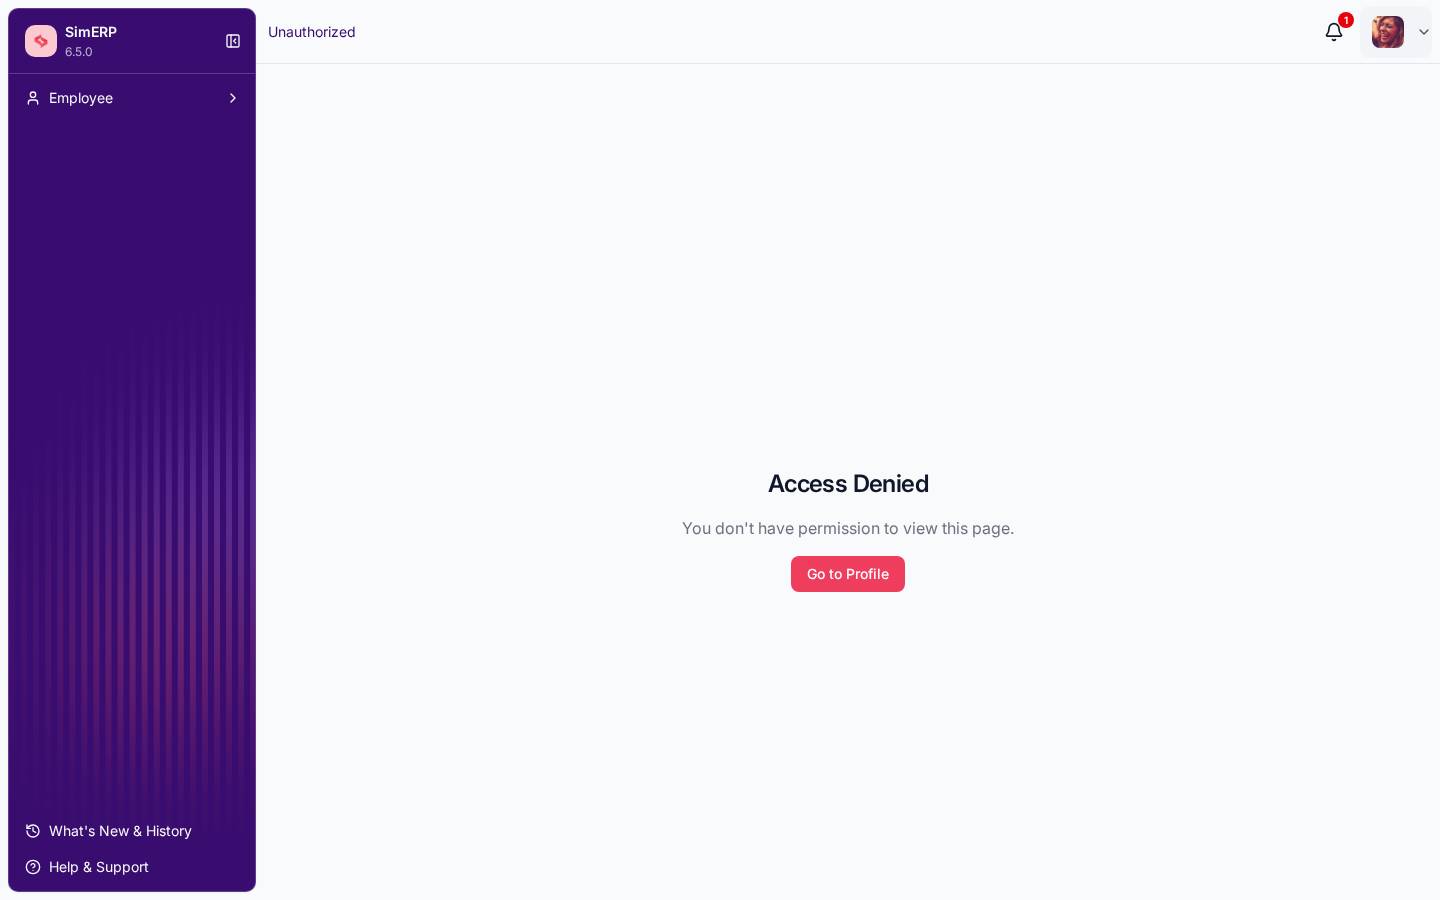 SimERP
6.5.0
Employee
What's New & History
Help & Support
Unauthorized
1
Access Denied
You don't have permission to view this page.
Go to Profile